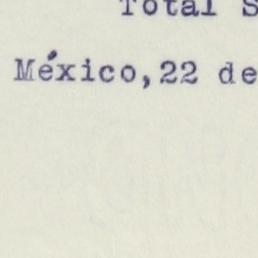 Total S
México, 22 de